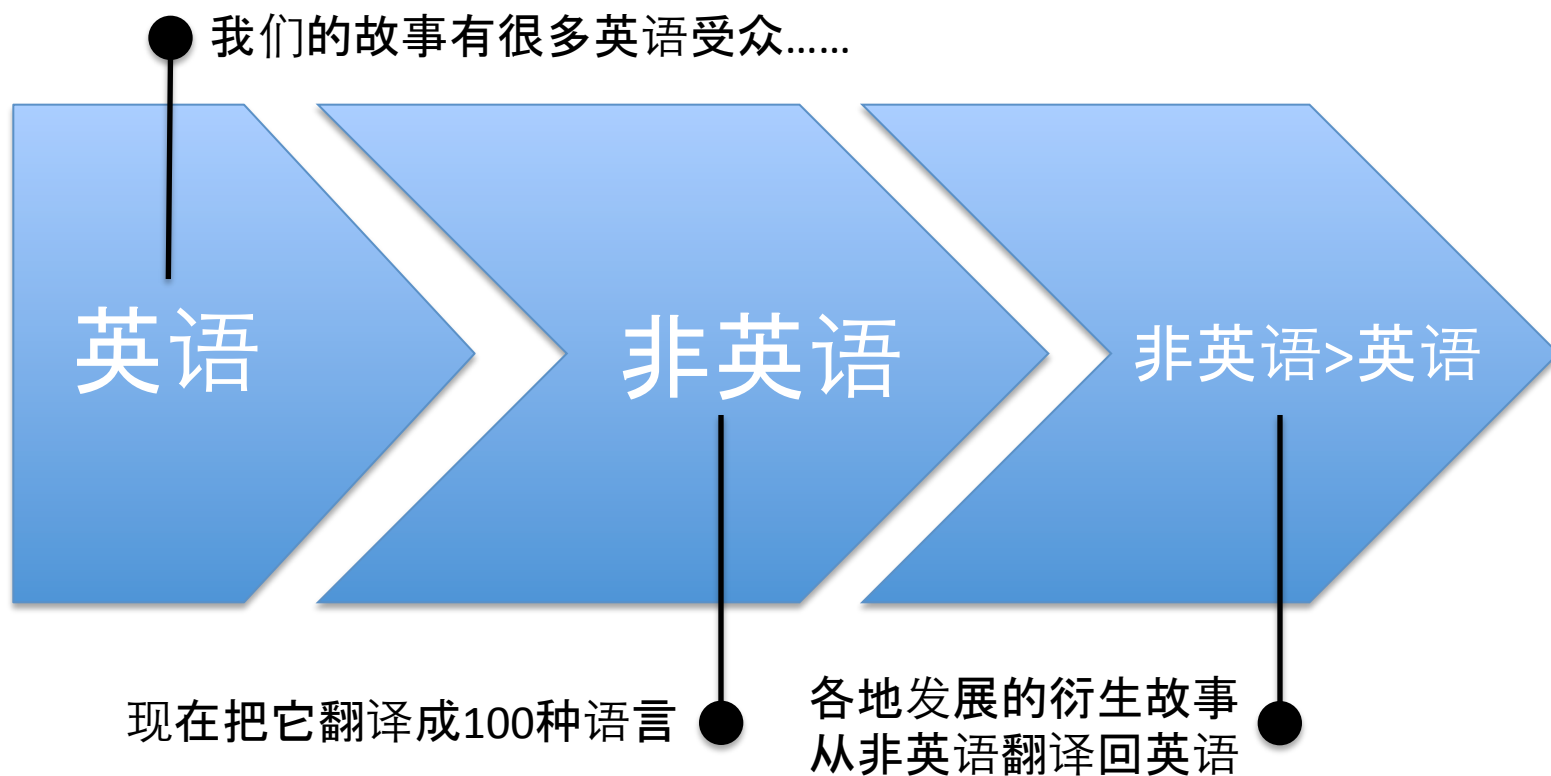 我们的故事有很多英语受众......
英语
非英语
非英语>英语
现在把它翻译成100种语言
各地发展的衍生故事
从非英语翻译回英语